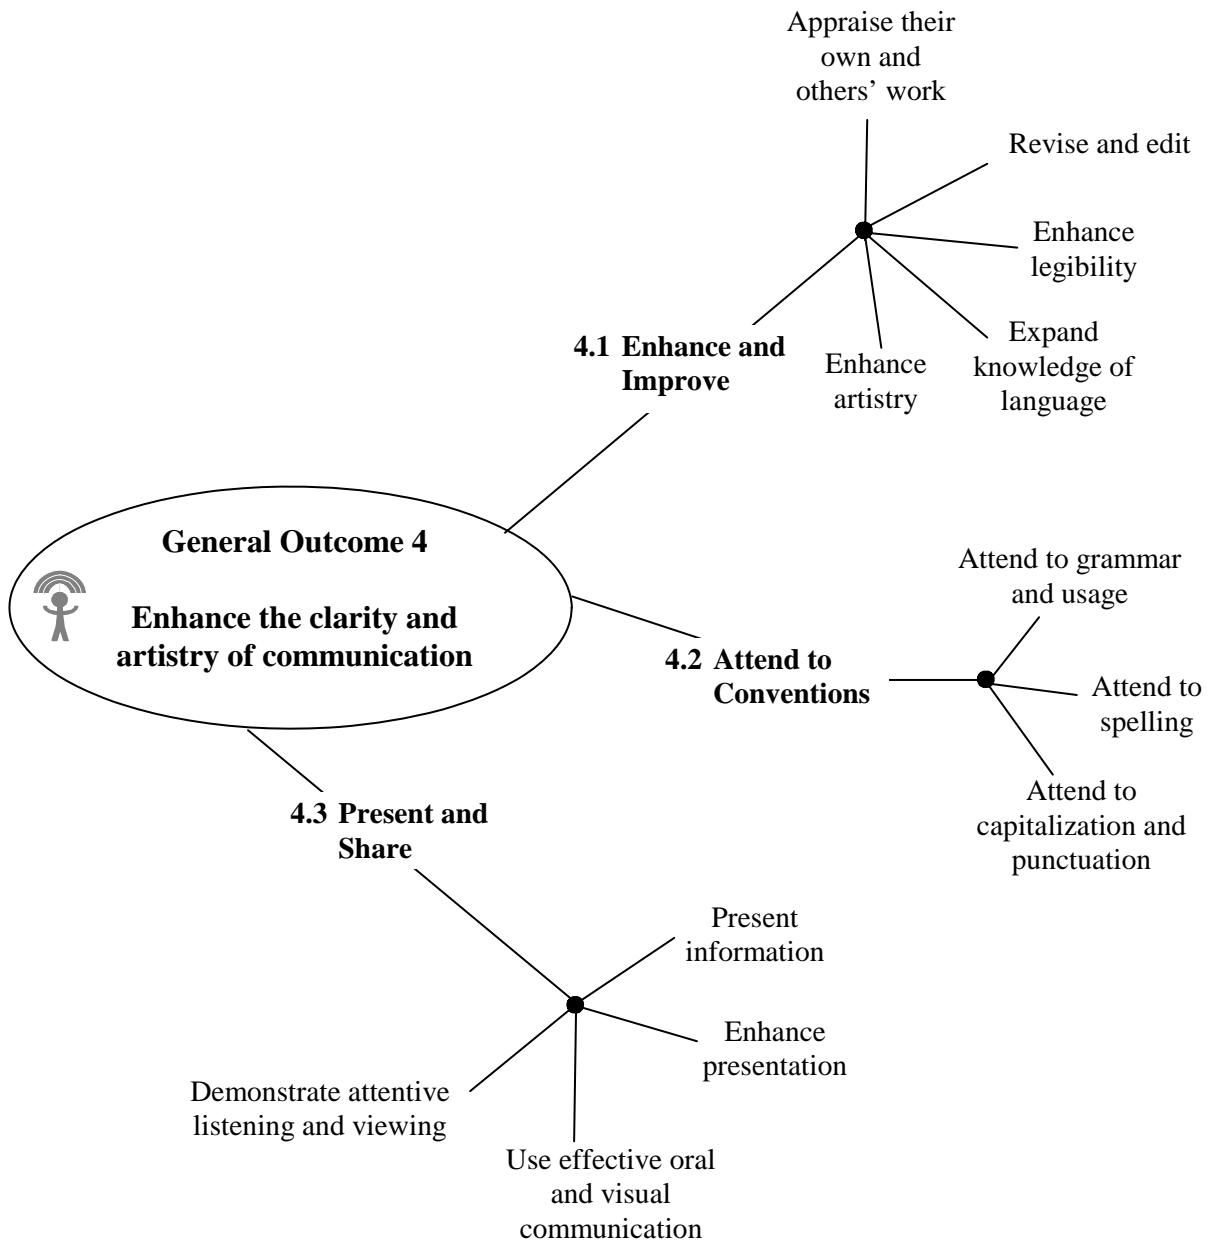 Appraise their
own and
others’ work
Revise and edit
Enhance
legibility
Expand
knowledge of
language
Enhance
artistry
4.1 Enhance and
Improve
General Outcome 4
Enhance the clarity and
artistry of communication
Attend to grammar
and usage
4.2 Attend to
Conventions
Attend to
spelling
Attend to
capitalization and
punctuation
4.3 Present and
Share
Present
information
Enhance
presentation
Demonstrate attentive
listening and viewing
Use effective oral
and visual
communication